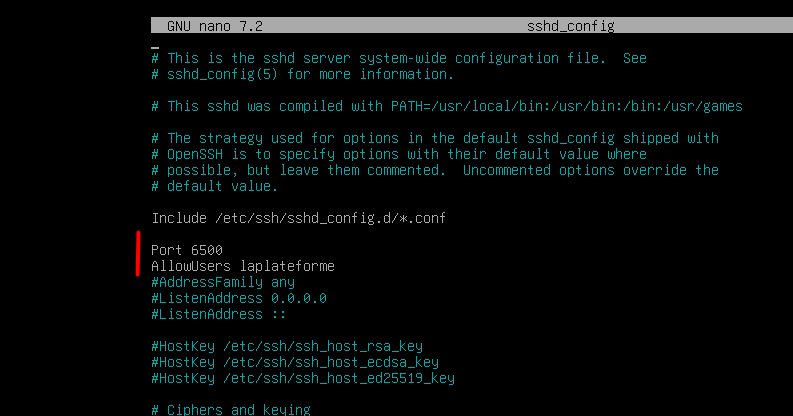 GNU nano 7.2 sshd_config
# This is the sshd server system-wide configuration file.  See
# sshd_config(5) for more information.
# This sshd was compiled with PATH=/usr/local/bin:/usr/bin:/bin:/usr/games
# The strategy used for options in the default sshd_config shipped with
# OpenSSH is to specify options with their default value where
# possible, but leave them commented.  Uncommented options override the
# default value.
Include /etc/ssh/sshd_config.d/*.conf
Port 6500
AllowUsers laplateforme
#AddressFamily any
#ListenAddress 0.0.0.0
#ListenAddress ::
#HostKey /etc/ssh/ssh_host_rsa_key
#HostKey /etc/ssh/ssh_host_ecdsa_key
#HostKey /etc/ssh/ssh_host_ed25519_key
# Ciphers and keying